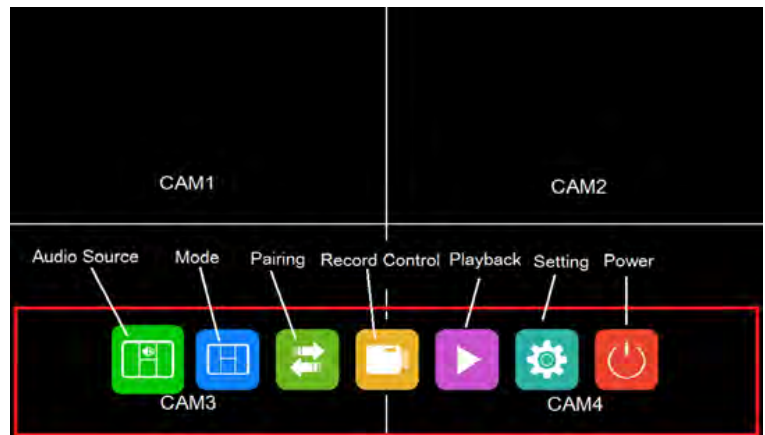 CAM1
CAM2
Audio Source Mode Pairing Record Control Playback Setting Power
CAM3
CAM4